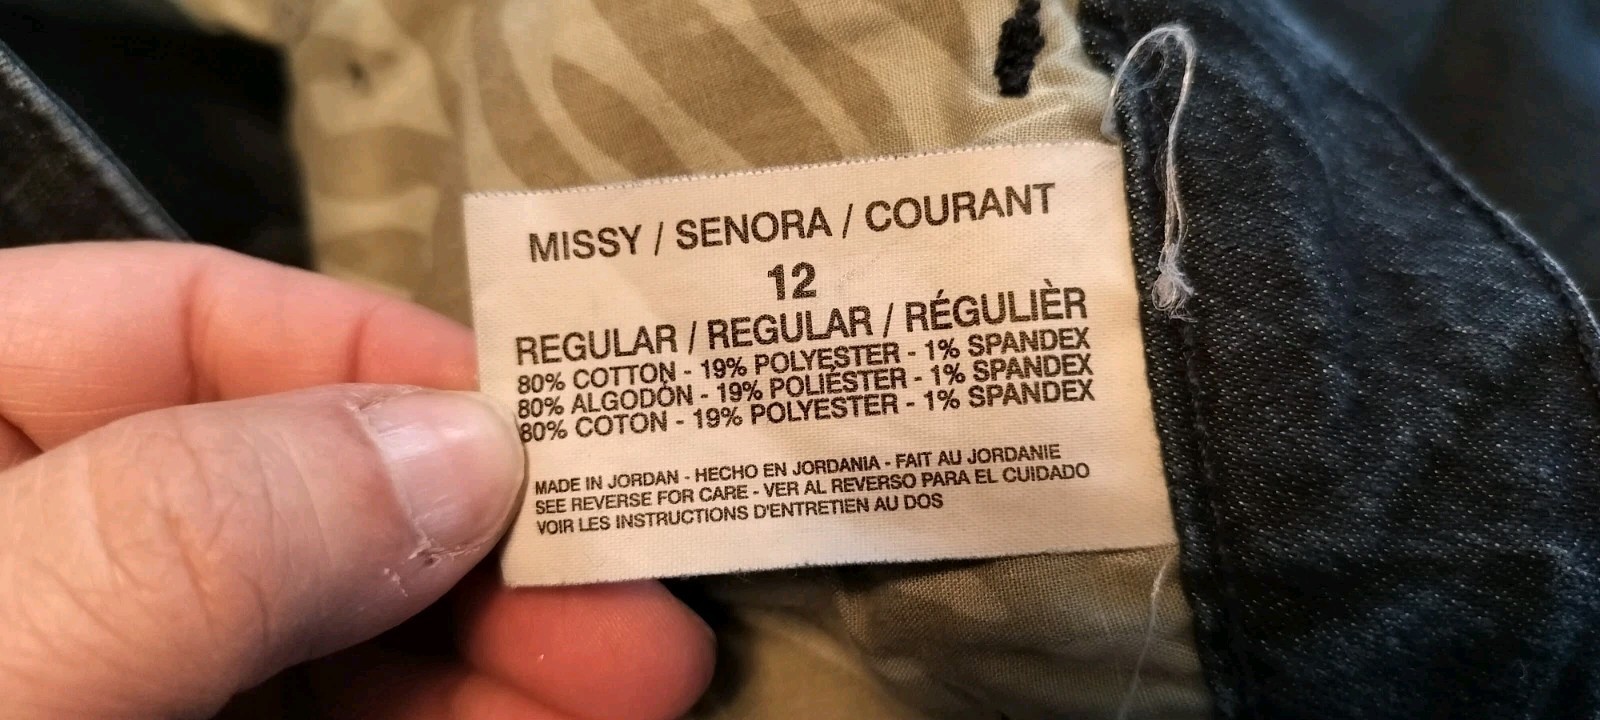 MISSY / SENORA / COURANT
12
REGULAR / REGULAR / RÉGULIÈR
80% COTTON - 19% POLYESTER - 1% SPANDEX
80% ALGODÓN - 19% POLIÉSTER - 1% SPANDEX
80% COTON - 19% POLYESTER - 1% SPANDEX
MADE IN JORDAN - HECHO EN JORDANIA - FAIT AU JORDANIE
SEE REVERSE FOR CARE - VER AL REVERSO PARA EL CUIDADO
VOIR LES INSTRUCTIONS D'ENTRETIEN AU DOS